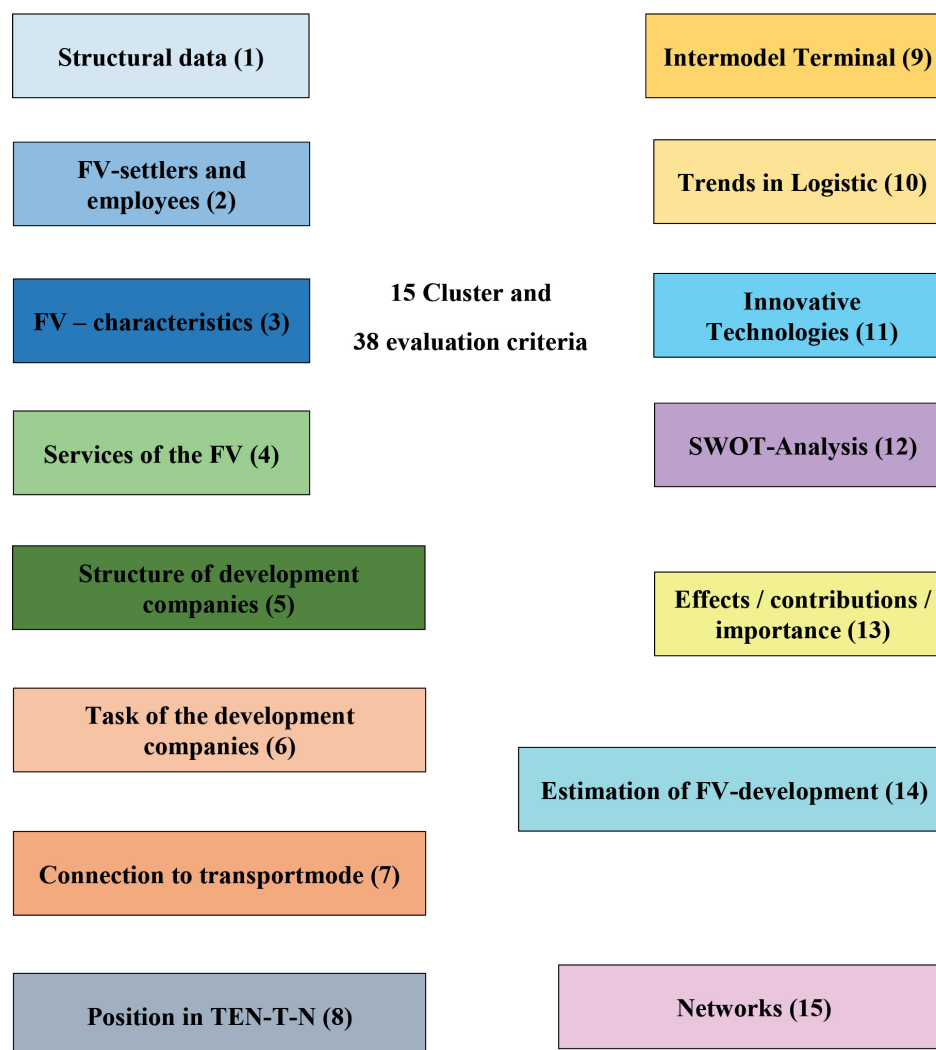 Structural data (1)
FV-settlers and
employees (2)
FV – characteristics (3)
Services of the FV (4)
Structure of development
companies (5)
Task of the development
companies (6)
Connection to transportmode (7)
Position in TEN-T-N (8)
15 Cluster and
38 evaluation criteria
Intermodel Terminal (9)
Trends in Logistic (10)
Innovative
Technologies (11)
SWOT-Analysis (12)
Effects / contributions /
importance (13)
Estimation of FV-development (14)
Networks (15)